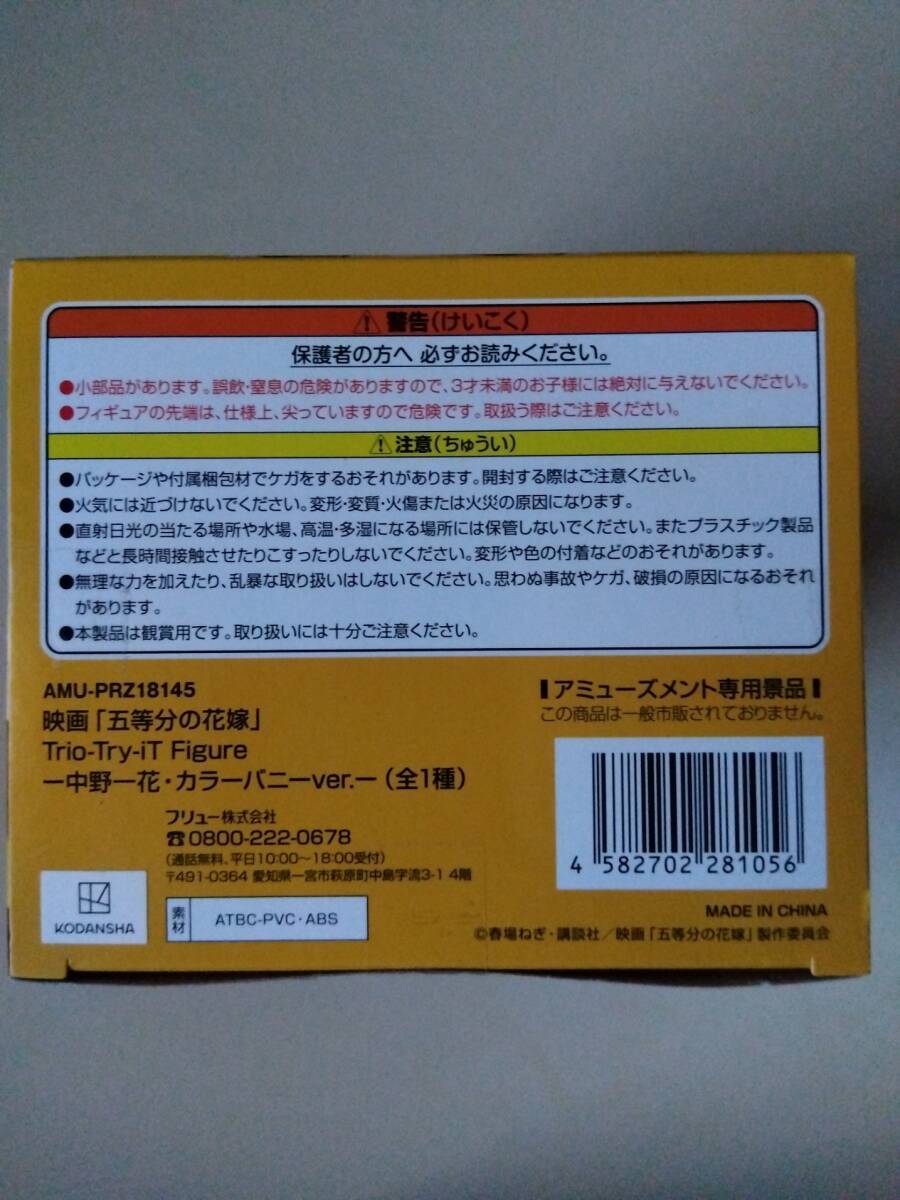 ⚠警告(けいこく)
保護者の方へ 必ずお読みください。
●小部品があります。誤飲・窒息の危険がありますので、3才未満のお子様には絶対に与えないでください。
●フィギュアの先端は、仕様上、尖っていますので危険です。取扱う際はご注意ください。
⚠注意(ちゅうい)
●パッケージや付属梱包材でケガをするおそれがあります。開封する際はご注意ください。
●火気には近づけないでください。変形・変質・火傷または火災の原因になります。
●直射日光の当たる場所や水場、高温・多湿になる場所には保管しないでください。またプラスチック製品
などと長時間接触させたりこすったりしないでください。変形や色の付着などのおそれがあります。
●無理な力を加えたり、乱暴な取り扱いはしないでください。思わぬ事故やケガ、破損の原因になるおそれ
があります。
●本製品は観賞用です。取り扱いには十分ご注意ください。
AMU-PRZ18145
映画「五等分の花嫁」
Trio-Try-iT Figure
ー中野一花・カラーバニーver.ー(全1種)
フリュー株式会社
☎0800-222-0678
(通話無料、平日10:00〜18:00受付)
〒491-0364 愛知県一宮市萩原町中島字流3-1 4階
KODANSHA
素材
ATBC-PVC・ABS
アミューズメント専用景品
この商品は一般市販されておりません。
4 582702 281056
MADE IN CHINA
©春場ねぎ・講談社/映画「五等分の花嫁」製作委員会